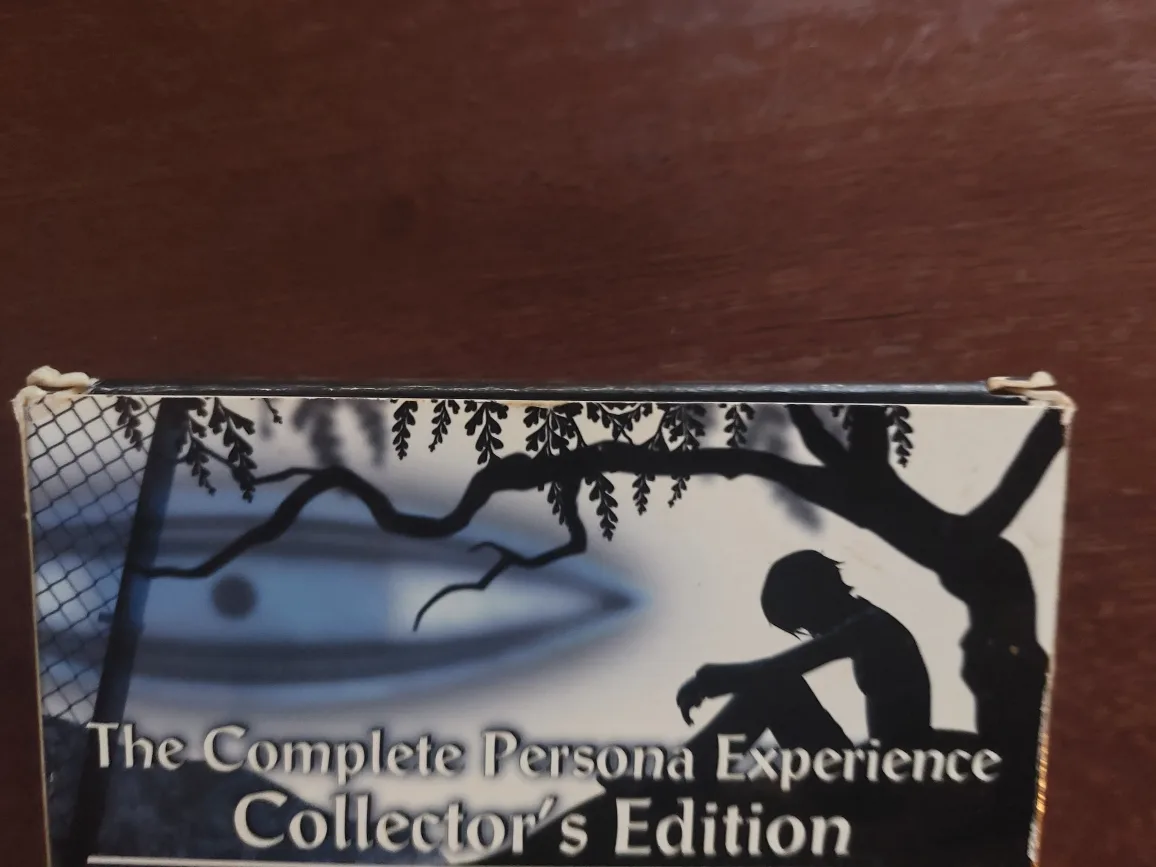 The Complete Persona Experience
Collector's Edition